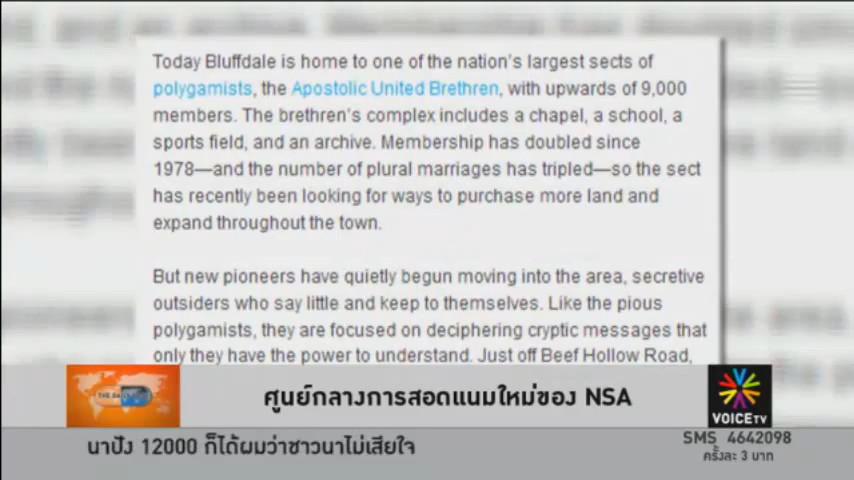 Today Bluffdale is home to one of the nation's largest sects of
polygamists, the Apostolic United Brethren, with upwards of 9,000
members. The brethren's complex includes a chapel, a school, a
sports field, and an archive. Membership has doubled since
1978—and the number of plural marriages has tripled—so the sect
has recently been looking for ways to purchase more land and
expand throughout the town.
But new pioneers have quietly begun moving into the area, secretive
outsiders who say little and keep to themselves. Like the pious
polygamists, they are focused on deciphering cryptic messages that
only they have the power to understand. Just off Beef Hollow Road,
ศูนย์กลางการสอดแนมใหม่ของ NSA
VOICE TV
นาปัง 12000 ก็ได้ผมว่าชาวนาไม่เสียใจ
SMS 4642098
ครั้งละ 3 บาท